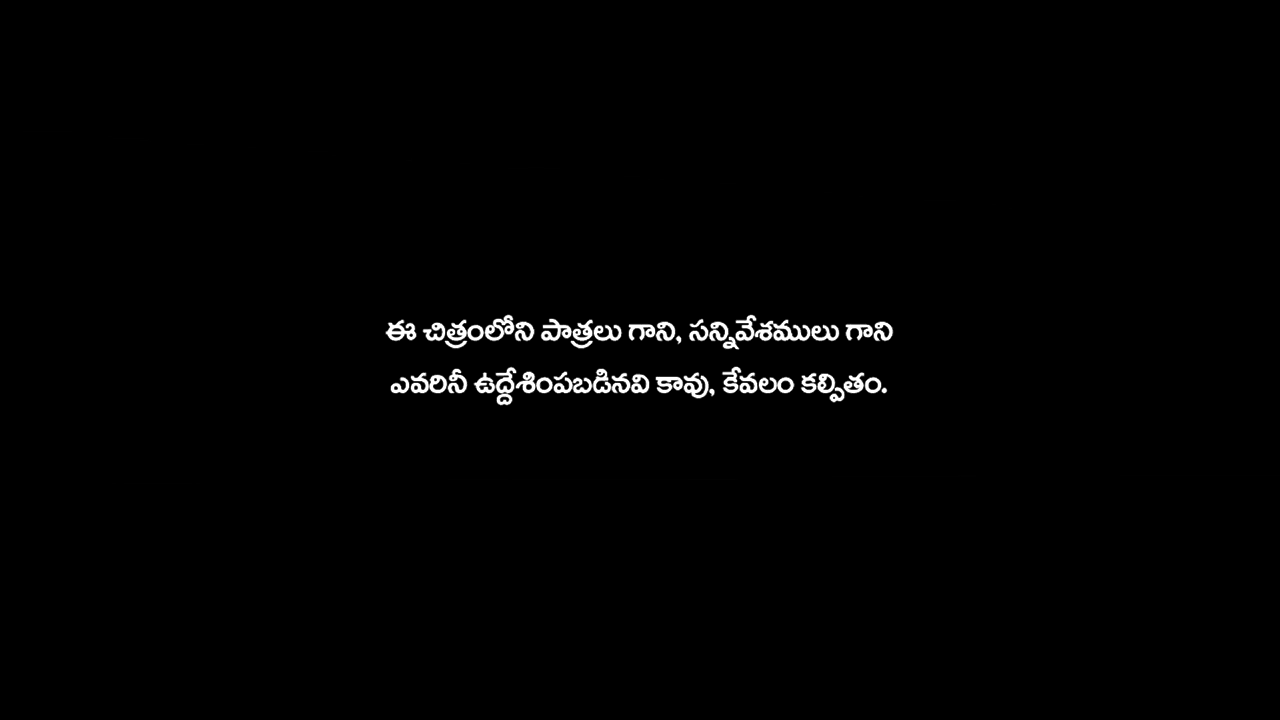 ఈ చిత్రంలోని పాత్రలు గాని, సన్నివేశములు గాని
ఎవరినీ ఉద్దేశింపబడినవి కావు, కేవలం కల్పితం.